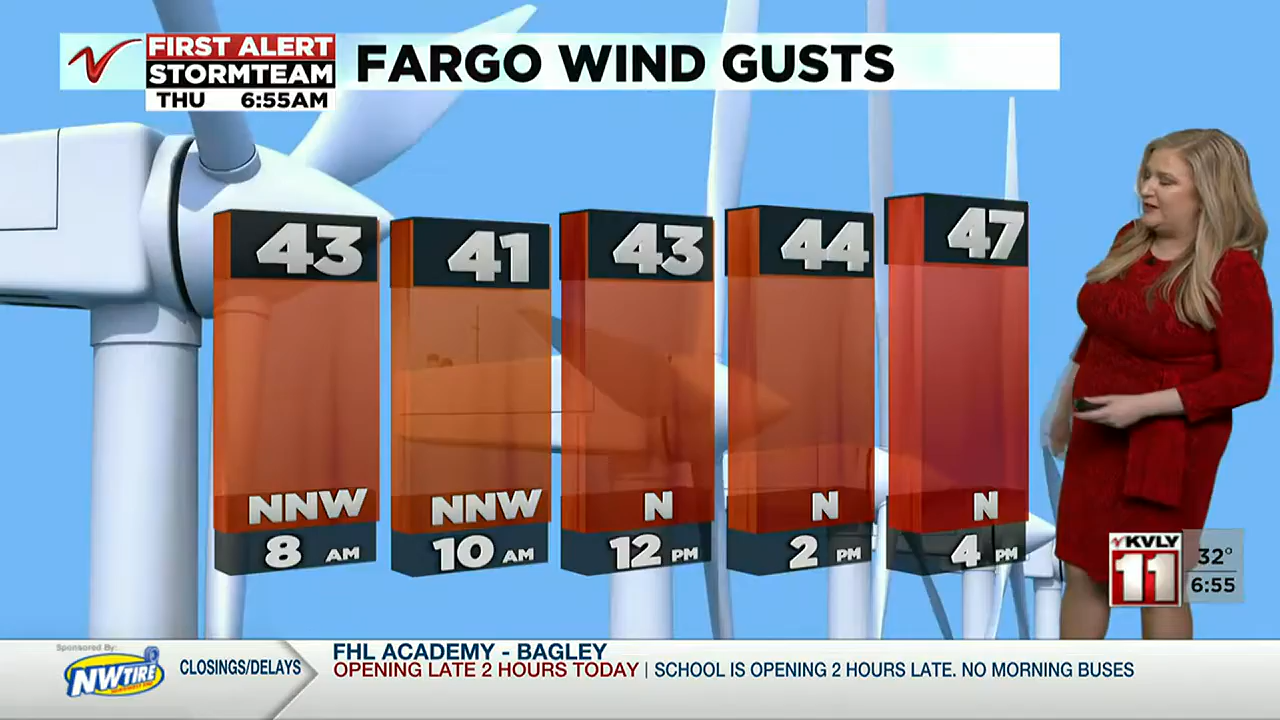 FIRST ALERT
STORMTEAM
THU 6:55AM
FARGO WIND GUSTS
43 41 43 44 47
NNW NNW N N N
8 AM 10 AM 12 PM 2 PM 4 PM
KVLY
11
32°
6:55
Sponsored By:
NWTIRE
CLOSINGS/DELAYS
FHL ACADEMY - BAGLEY
OPENING LATE 2 HOURS TODAY | SCHOOL IS OPENING 2 HOURS LATE. NO MORNING BUSES